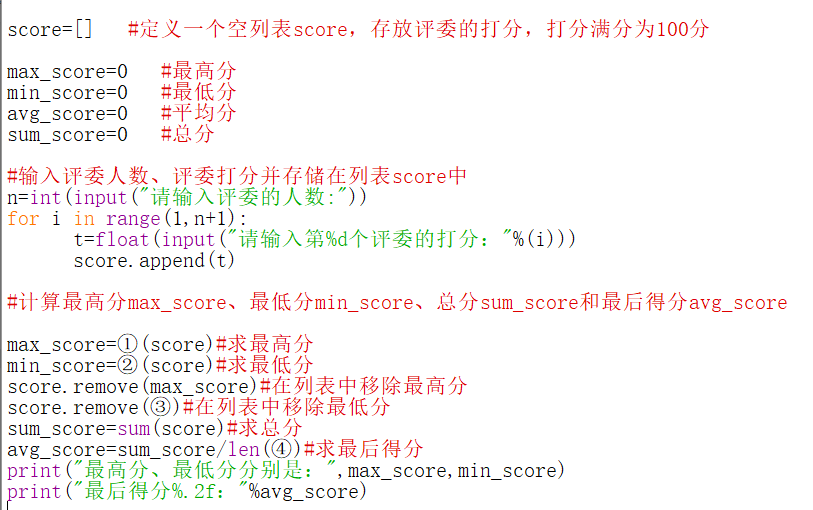 score=[]   #定义一个空列表score，存放评委的打分，打分满分为100分
max_score=0   #最高分
min_score=0   #最低分
avg_score=0   #平均分
sum_score=0   #总分
#输入评委人数、评委打分并存储在列表score中
n=int(input("请输入评委的人数:"))
for i in range(1,n+1):
      t=float(input("请输入第%d个评委的打分："%(i)))
      score.append(t)
#计算最高分max_score、最低分min_score、总分sum_score和最后得分avg_score
max_score=①(score)#求最高分
min_score=②(score)#求最低分
score.remove(max_score)#在列表中移除最高分
score.remove(③)#在列表中移除最低分
sum_score=sum(score)#求总分
avg_score=sum_score/len(④)#求最后得分
print("最高分、最低分分别是：",max_score,min_score)
print("最后得分%.2f："%avg_score)